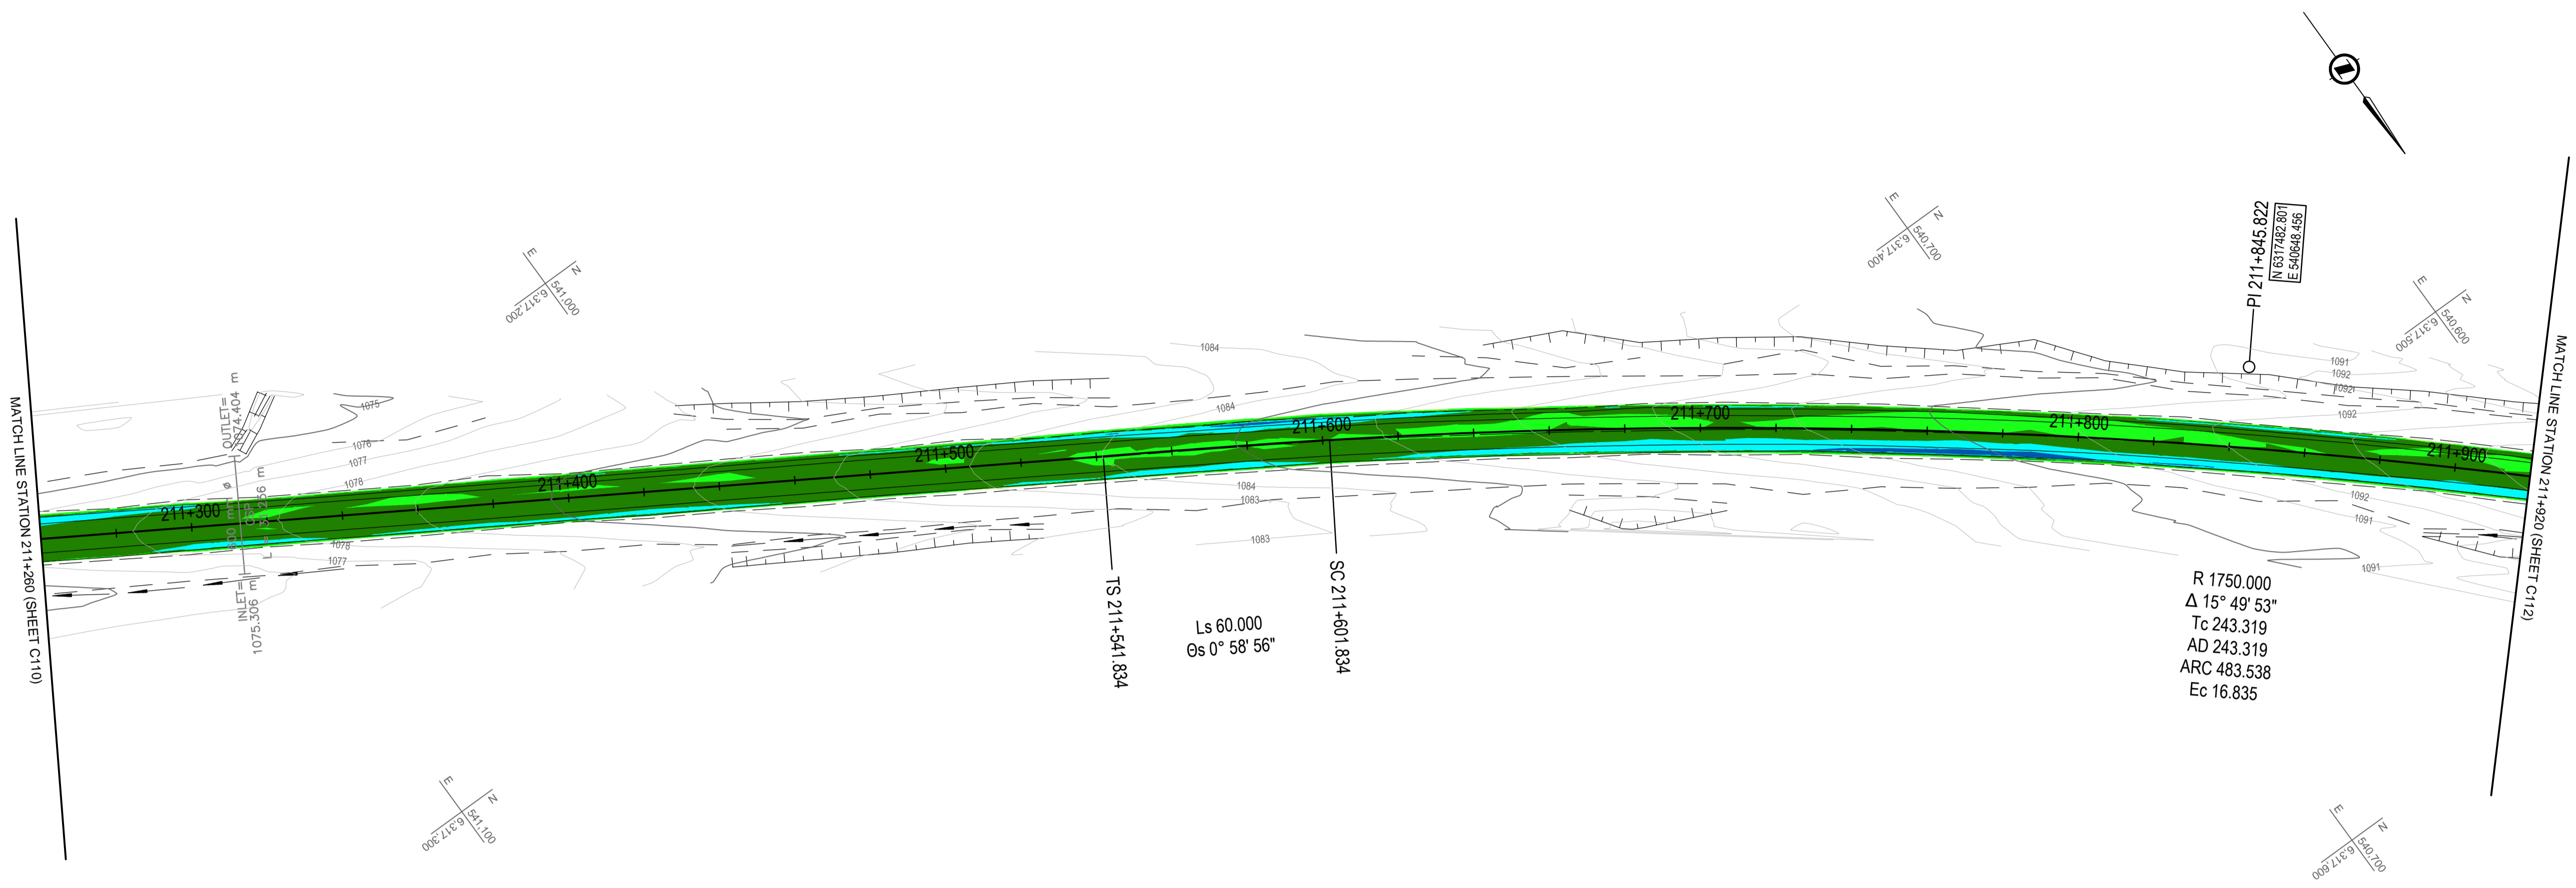 MATCH LINE STATION 211+260 (SHEET C110)
OUTLET=
1074.404 m
600 mm ø
CSP
INLET=
1075.306 m
1075
1076
1077
1078
1078
1077
211+300
211+400
211+500
211+600
211+700
211+800
211+900
E
N
541,000
6,317,200
E
N
541,100
6,317,300
1084
1084
1084
1083
1083
TS 211+541.834
Ls 60.000
Θs 0° 58' 56"
SC 211+601.834
E
N
540,700
6,317,400
PI 211+845.822
N 6317482.801
E 540648.456
E
N
540,600
6,317,500
1091
1092
1092
1092
1092
1091
1091
R 1750.000
Δ 15° 49' 53"
Tc 243.319
AD 243.319
ARC 483.538
Ec 16.835
E
N
540,700
6,317,600
MATCH LINE STATION 211+920 (SHEET C112)